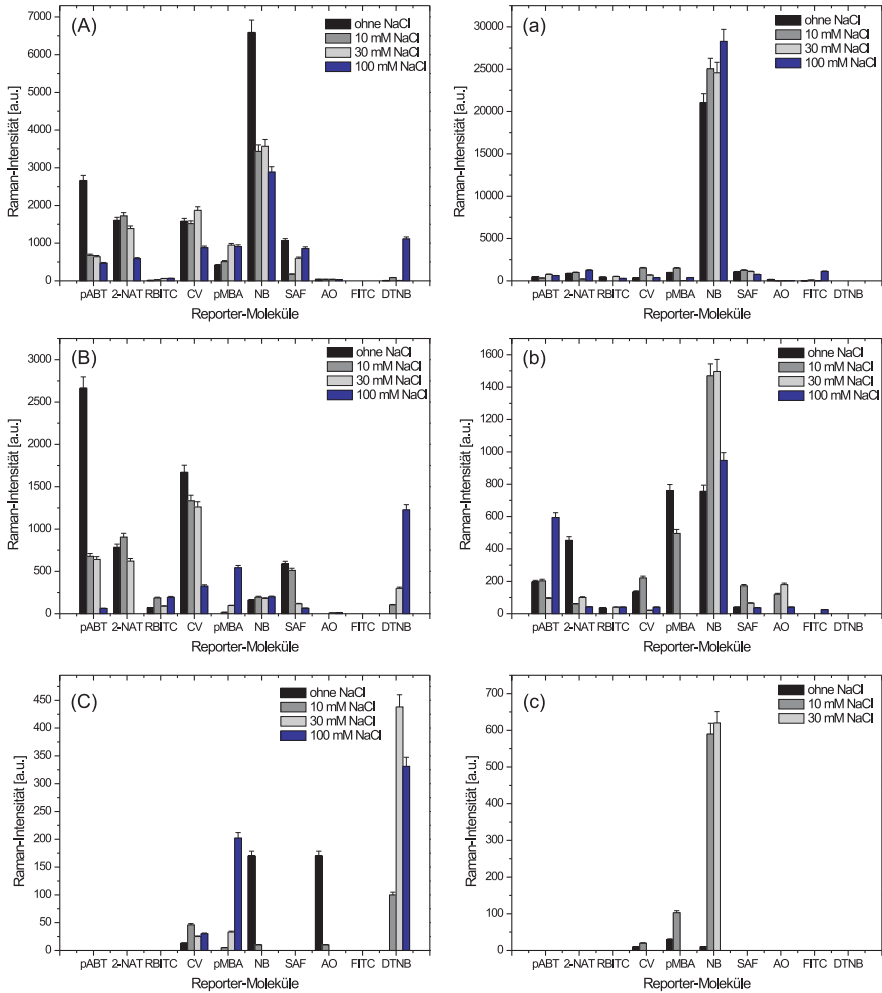 (A)
ohne NaCl
10 mM NaCl
30 mM NaCl
100 mM NaCl
7000
6000
5000
4000
3000
2000
1000
0
Raman-Intensität [a.u.]
pABT 2-NAT RBITC CV pMBA NB SAF AO FITC DTNB
Reporter-Moleküle
(a)
ohne NaCl
10 mM NaCl
30 mM NaCl
100 mM NaCl
30000
25000
20000
15000
10000
5000
0
Raman-Intensität [a.u.]
pABT 2-NAT RBITC CV pMBA NB SAF AO FITC DTNB
Reporter-Moleküle
(B)
ohne NaCl
10 mM NaCl
30 mM NaCl
100 mM NaCl
3000
2500
2000
1500
1000
500
0
Raman-Intensität [a.u.]
pABT 2-NAT RBITC CV pMBA NB SAF AO FITC DTNB
Reporter-Moleküle
(b)
ohne NaCl
10 mM NaCl
30 mM NaCl
100 mM NaCl
1600
1400
1200
1000
800
600
400
200
0
Raman-Intensität [a.u.]
pABT 2-NAT RBITC CV pMBA NB SAF AO FITC DTNB
Reporter-Moleküle
(C)
ohne NaCl
10 mM NaCl
30 mM NaCl
100 mM NaCl
450
400
350
300
250
200
150
100
50
0
Raman-Intensität [a.u.]
pABT 2-NAT RBITC CV pMBA NB SAF AO FITC DTNB
Reporter-Moleküle
(c)
ohne NaCl
10 mM NaCl
30 mM NaCl
700
600
500
400
300
200
100
0
Raman-Intensität [a.u.]
pABT 2-NAT RBITC CV pMBA NB SAF AO FITC DTNB
Reporter-Moleküle